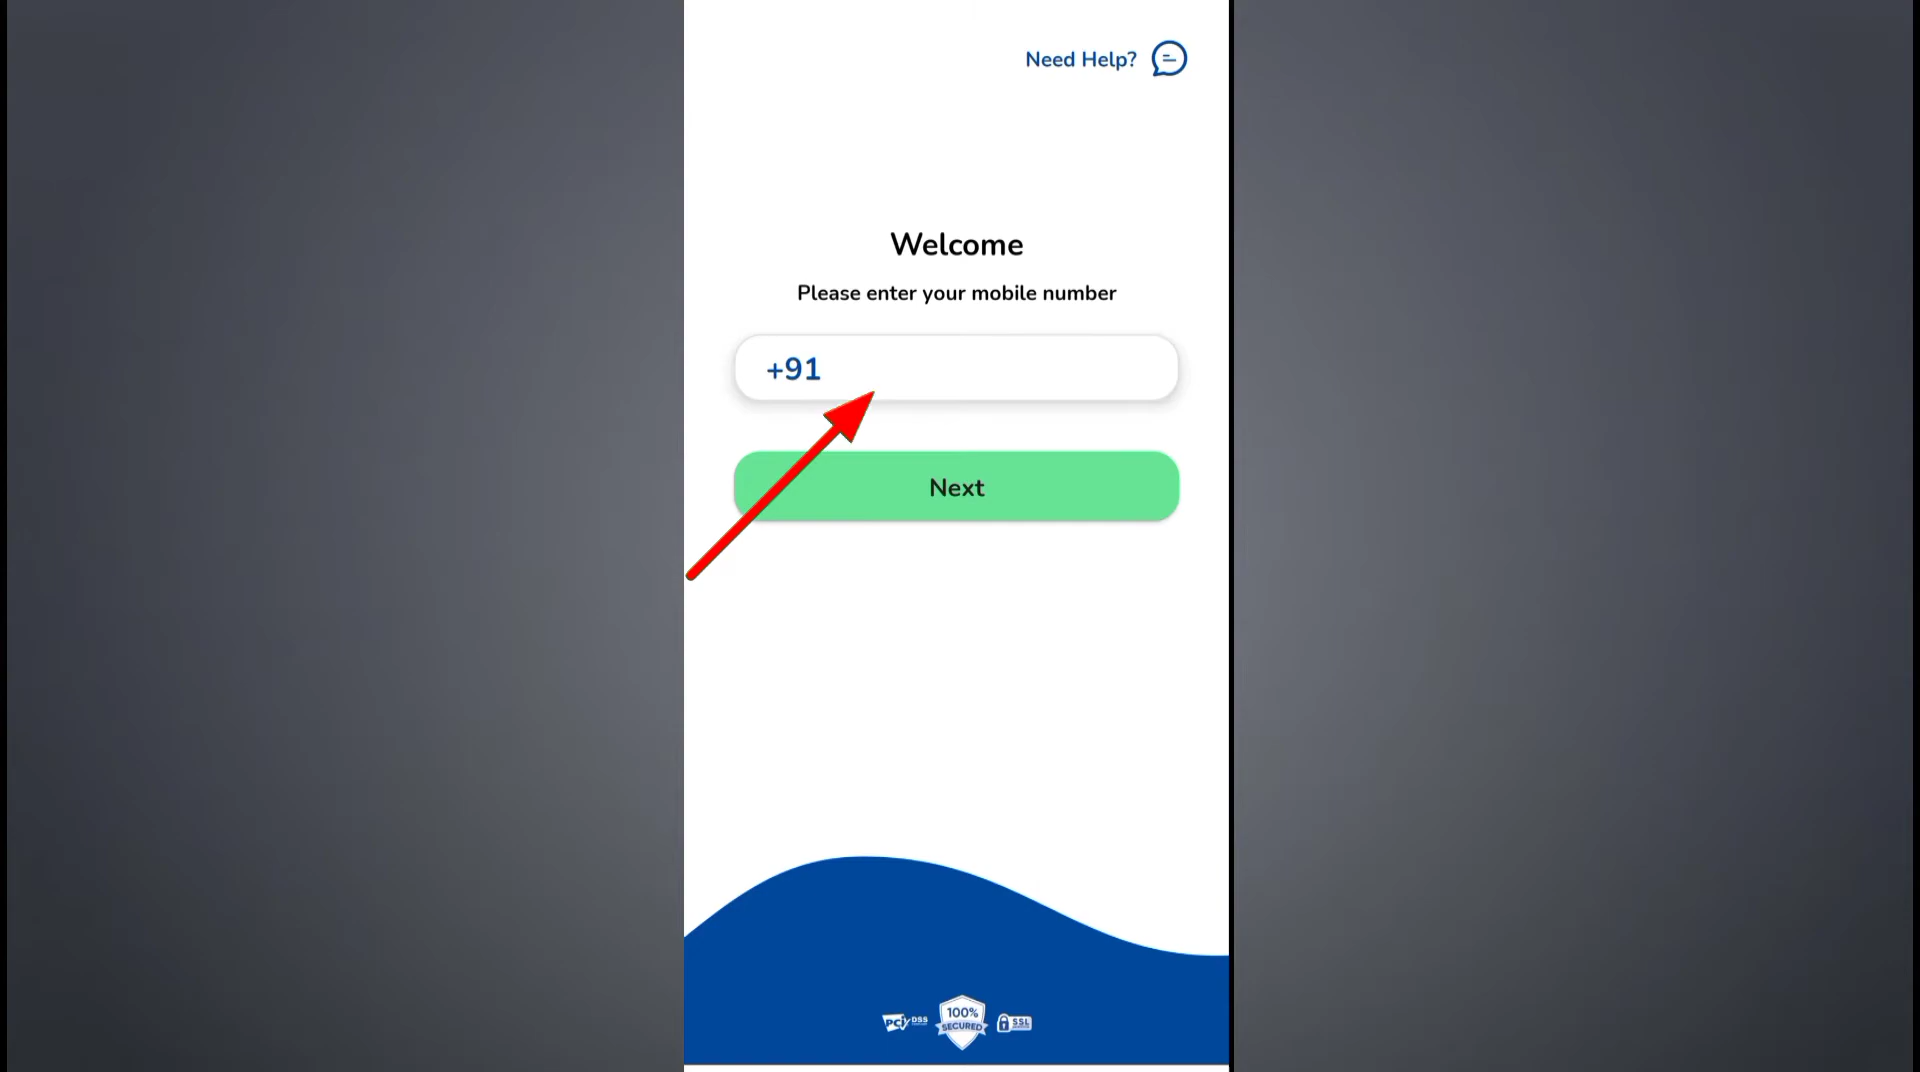 Need Help?
Welcome
Please enter your mobile number
+91
Next
PCI DSS
100%
SECURED
SSL